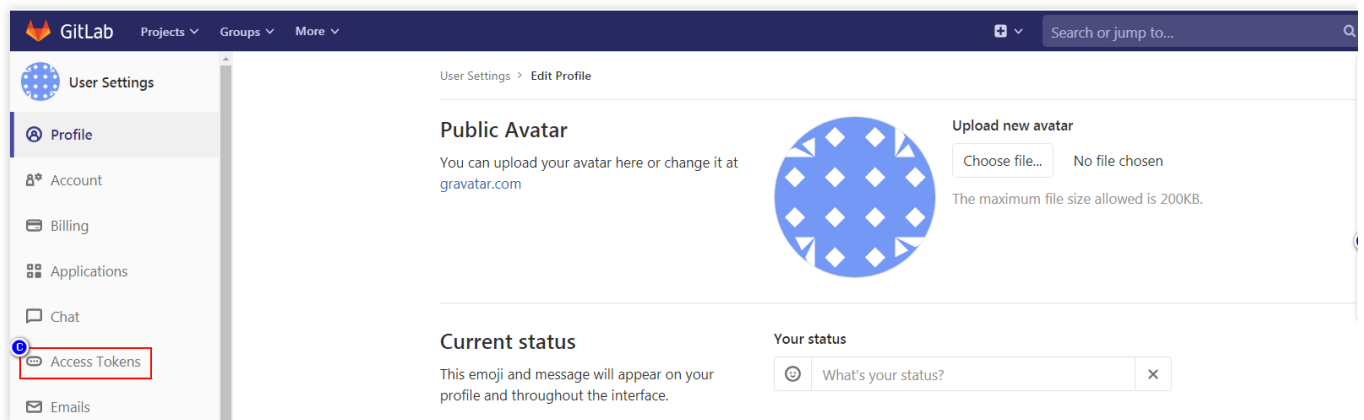 GitLab Projects Groups More Search or jump to...
User Settings
Profile
Account
Billing
Applications
Chat
C
Access Tokens
Emails
User Settings > Edit Profile
Public Avatar
You can upload your avatar here or change it at
gravatar.com
Upload new avatar
Choose file... No file chosen
The maximum file size allowed is 200KB.
Current status
This emoji and message will appear on your
profile and throughout the interface.
Your status
What's your status?